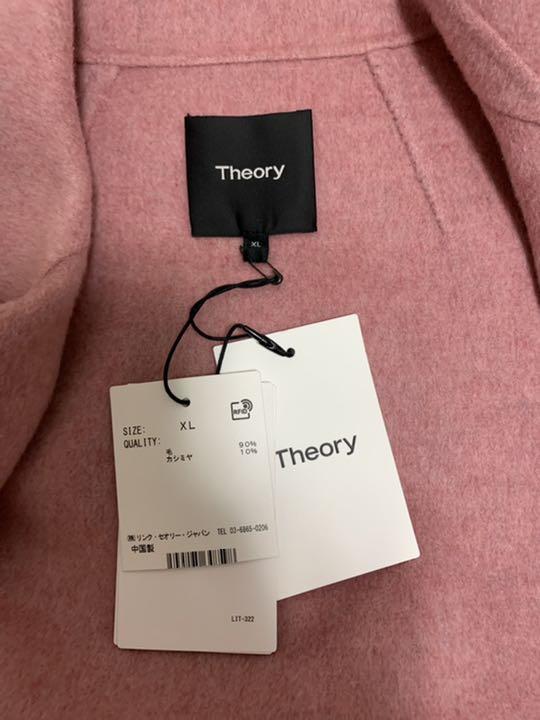 Theory
XL
Theory
SIZE: XL
QUALITY:
毛 90%
カシミヤ 10%
RFID
㈱リンク・セオリー・ジャパン TEL 03-6865-0206
中国製
LIT-322